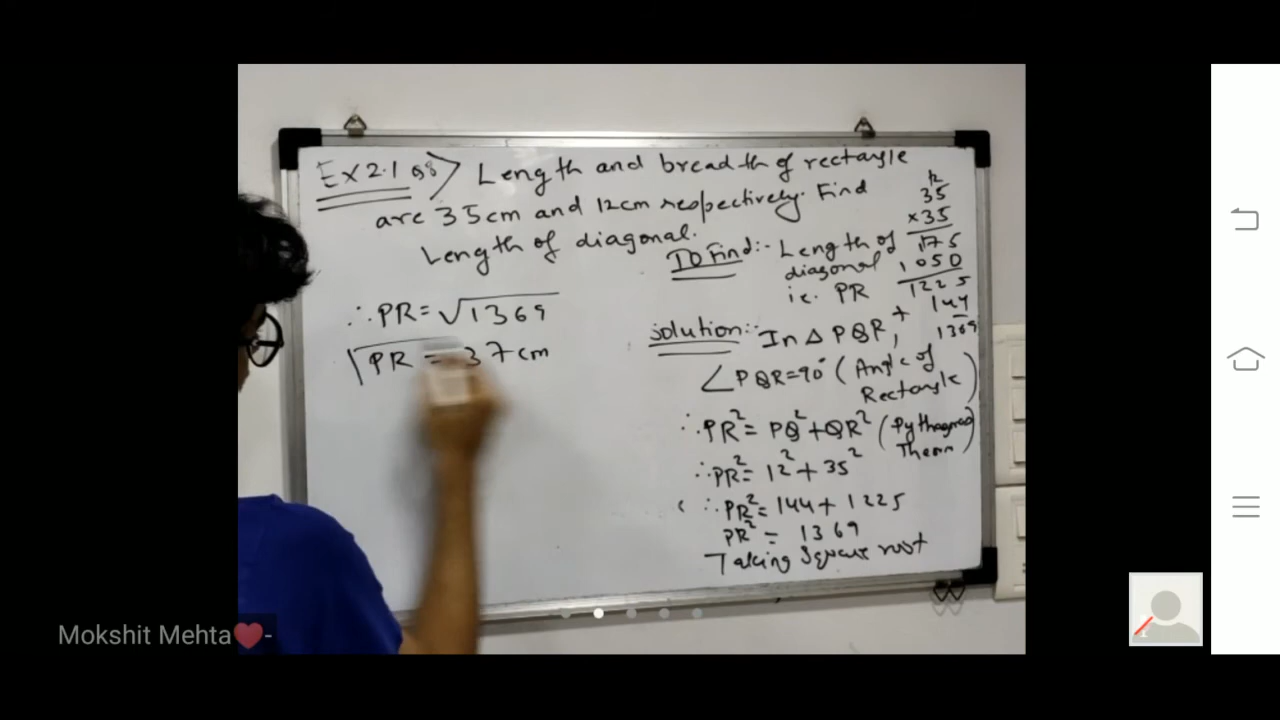 Ex 2.1 Q8> Length and breadth of rectangle
are 35cm and 12cm respectively. Find
Length of diagonal.
∴ PR = √1369
PR = 37 cm
To Find:- Length of
diagonal
i.e. PR
Solution:- In Δ PQR,
∠PQR=90° (Angle of
Rectangle)
∴ PR² = PQ² + QR² (Pythagoras
Theorm)
∴ PR² = 12² + 35²
∴ PR² = 144 + 1225
PR² = 1369
Taking Square root
35
×35
175
1050
1225
+ 144
1369
Mokshit Mehta❤-